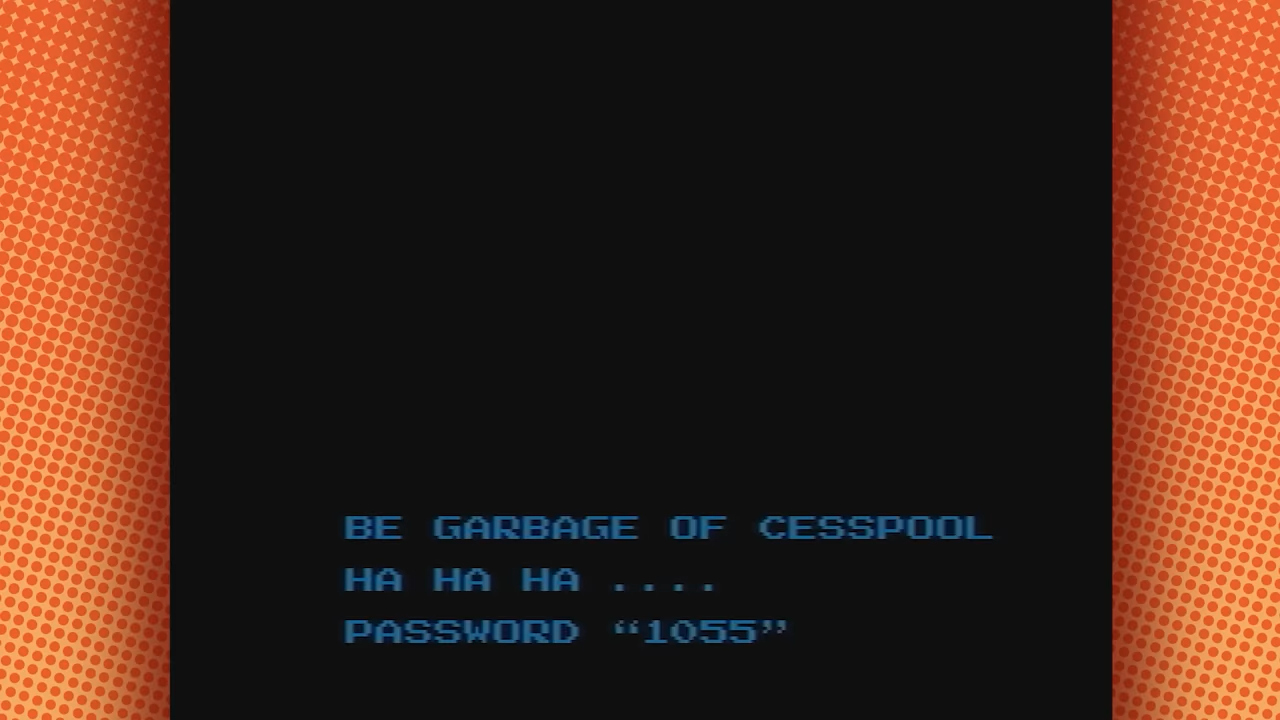 BE GARBAGE OF CESSPOOL
HA HA HA ....
PASSWORD “1055”